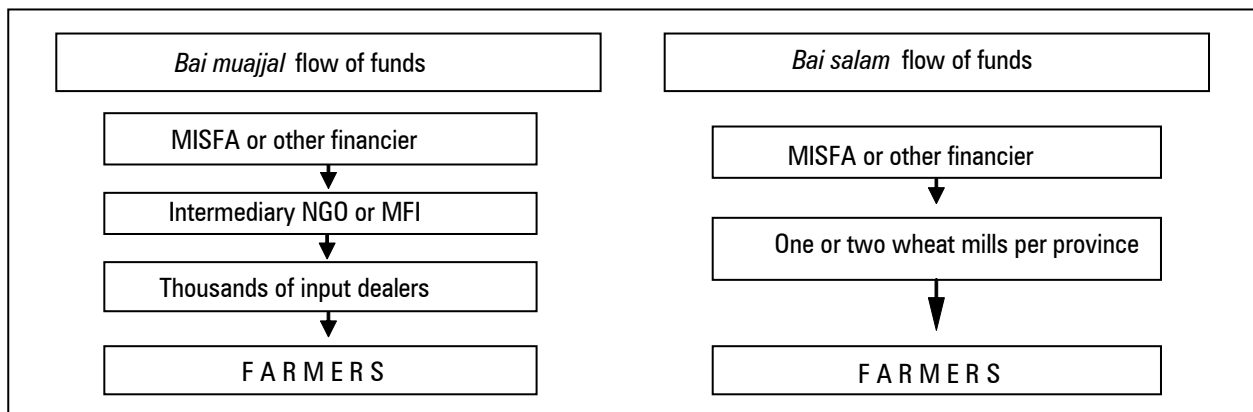 Bai muajjal flow of funds
MISFA or other financier
Intermediary NGO or MFI
Thousands of input dealers
F A R M E R S
Bai salam flow of funds
MISFA or other financier
One or two wheat mills per province
F A R M E R S